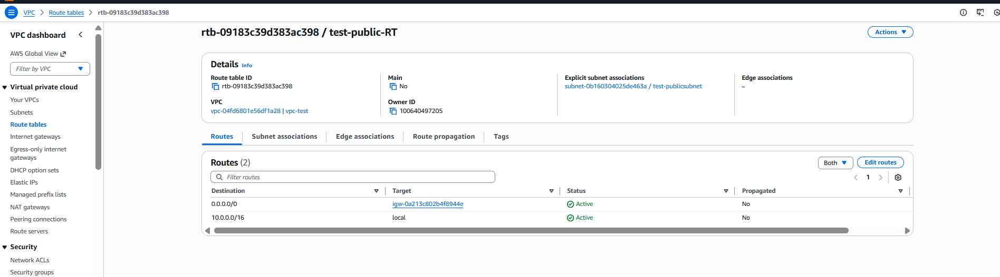 VPC > Route tables > rtb-09183c39d383ac398
VPC dashboard
AWS Global View
Filter by VPC
Virtual private cloud
Your VPCs
Subnets
Route tables
Internet gateways
Egress-only internet
gateways
DHCP option sets
Elastic IPs
Managed prefix lists
NAT gateways
Peering connections
Route servers
Security
Network ACLs
Security groups
rtb-09183c39d383ac398 / test-public-RT
Actions
Details Info
Route table ID
rtb-09183c39d383ac398
Main
No
Explicit subnet associations
subnet-0b160304025de463a / test-publicsubnet
Edge associations
–
VPC
vpc-04fd6801e56df1a28 | vpc-test
Owner ID
100640497205
Routes Subnet associations Edge associations Route propagation Tags
Routes (2)
Both Edit routes
Filter routes
1
Destination Target Status Propagated
0.0.0.0/0 igw-0a213c802b4f8944e Active No
10.0.0.0/16 local Active No